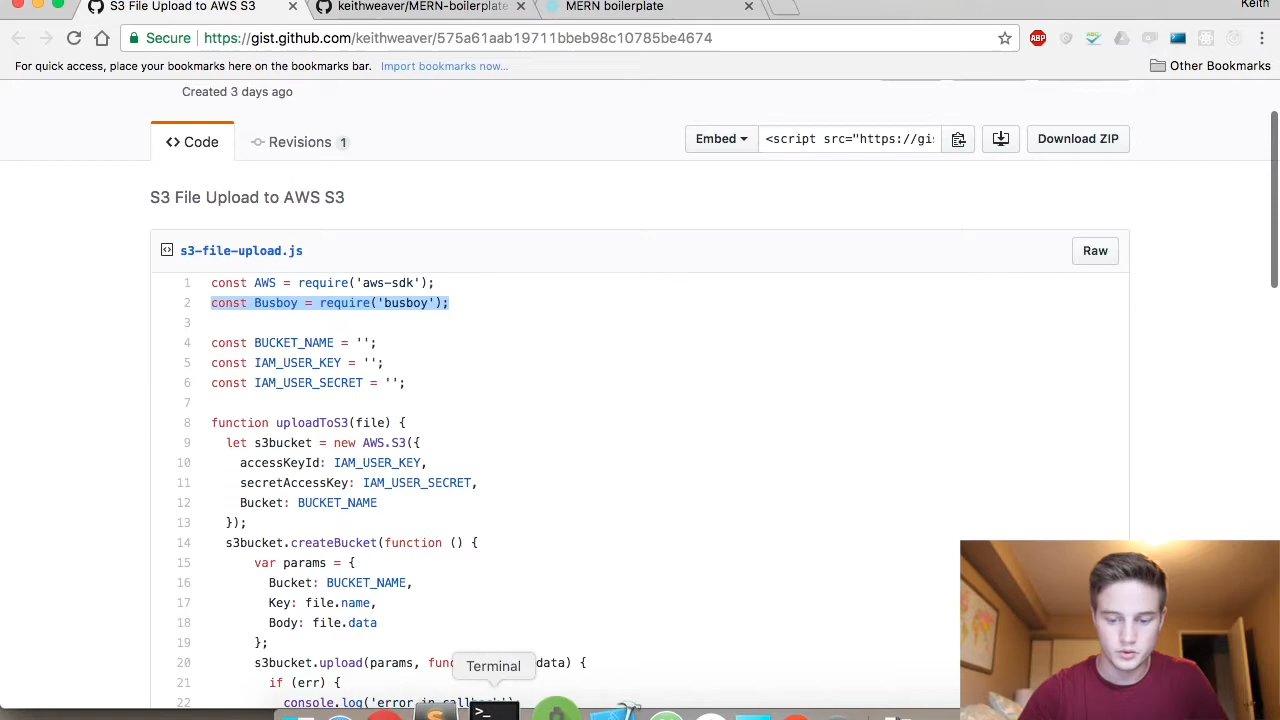 S3 File Upload to AWS S3
keithweaver/MERN-boilerplate
MERN boilerplate
Keith
Secure https://gist.github.com/keithweaver/575a61aab19711bbeb98c10785be4674
ABP
For quick access, place your bookmarks here on the bookmarks bar. Import bookmarks now...
Other Bookmarks
Created 3 days ago
Code
Revisions 1
Embed
<script src="https://gi
Download ZIP
S3 File Upload to AWS S3
s3-file-upload.js
Raw
1 const AWS = require('aws-sdk');
2 const Busboy = require('busboy');
3
4 const BUCKET_NAME = '';
5 const IAM_USER_KEY = '';
6 const IAM_USER_SECRET = '';
7
8 function uploadToS3(file) {
9 let s3bucket = new AWS.S3({
10 accessKeyId: IAM_USER_KEY,
11 secretAccessKey: IAM_USER_SECRET,
12 Bucket: BUCKET_NAME
13 });
14 s3bucket.createBucket(function () {
15 var params = {
16 Bucket: BUCKET_NAME,
17 Key: file.name,
18 Body: file.data
19 };
20 s3bucket.upload(params, func data) {
Terminal
21 if (err) {
22 console.log('error in callback')